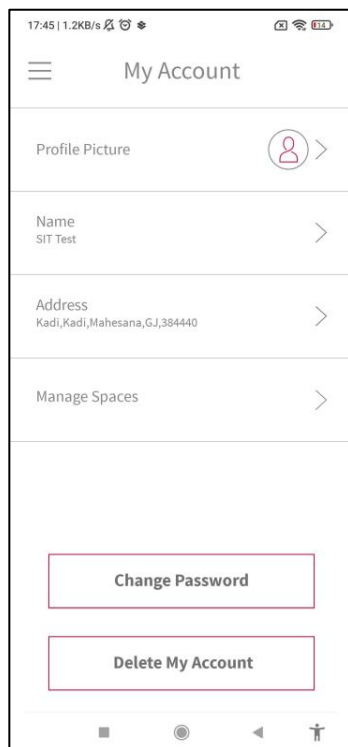 17:45 | 1.2KB/s
14
My Account
Profile Picture
Name
SIT Test
Address
Kadi,Kadi,Mahesana,GJ,384440
Manage Spaces
Change Password
Delete My Account